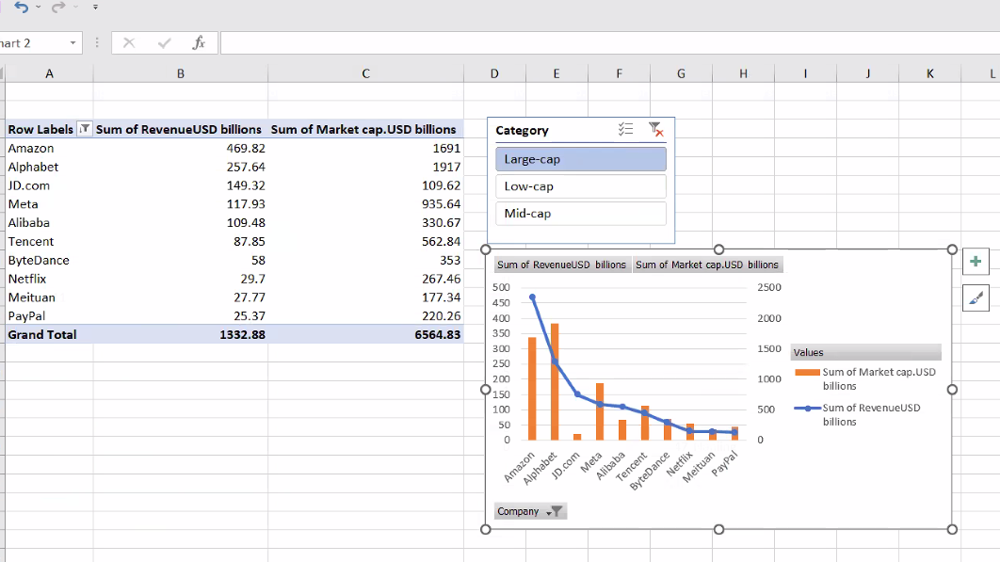 hart 2
fx
A B C D E F G H I J K L
Row Labels Sum of RevenueUSD billions Sum of Market cap.USD billions
Amazon 469.82 1691
Alphabet 257.64 1917
JD.com 149.32 109.62
Meta 117.93 935.64
Alibaba 109.48 330.67
Tencent 87.85 562.84
ByteDance 58 353
Netflix 29.7 267.46
Meituan 27.77 177.34
PayPal 25.37 220.26
Grand Total 1332.88 6564.83
Category
Large-cap
Low-cap
Mid-cap
Sum of RevenueUSD billions Sum of Market cap.USD billions
500 2500
450
400 2000
350
300 1500
250
200 1000
150
100 500
50
0 0
Amazon Alphabet JD.com Meta Alibaba Tencent ByteDance Netflix Meituan PayPal
Values
Sum of Market cap.USD
billions
Sum of RevenueUSD
billions
Company